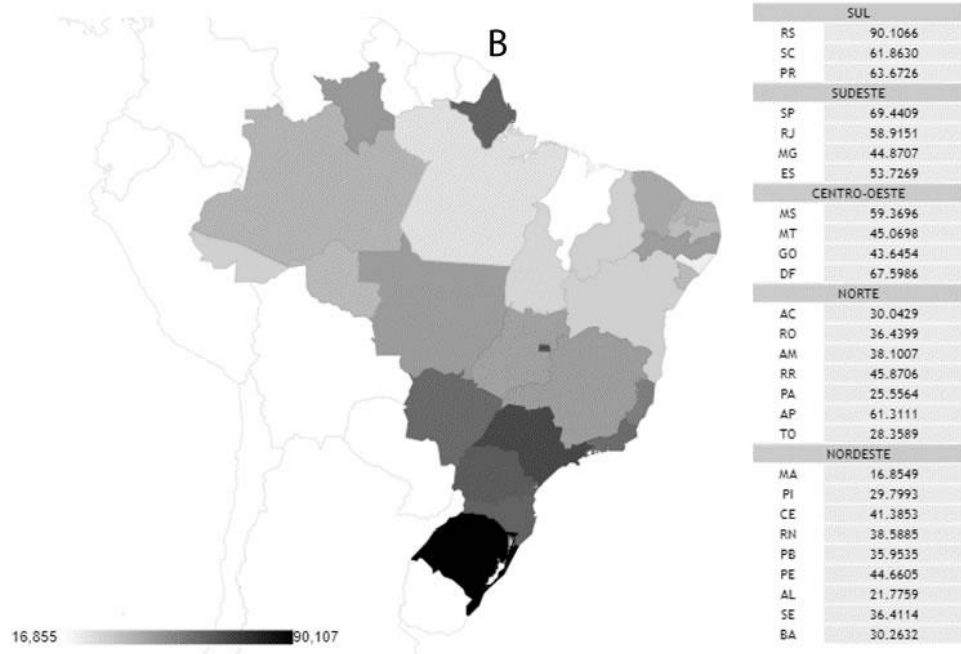 B
16,855
90,107
SUL
RS 90.1066
SC 61.8630
PR 63.6726
SUDESTE
SP 69.4409
RJ 58.9151
MG 44.8707
ES 53.7269
CENTRO-OESTE
MS 59.3696
MT 45.0698
GO 43.6454
DF 67.5986
NORTE
AC 30.0429
RO 36.4399
AM 38.1007
RR 45.8706
PA 25.5564
AP 61.3111
TO 28.3589
NORDESTE
MA 16.8549
PI 29.7993
CE 41.3853
RN 38.5885
PB 35.9535
PE 44.6605
AL 21.7759
SE 36.4114
BA 30.2632